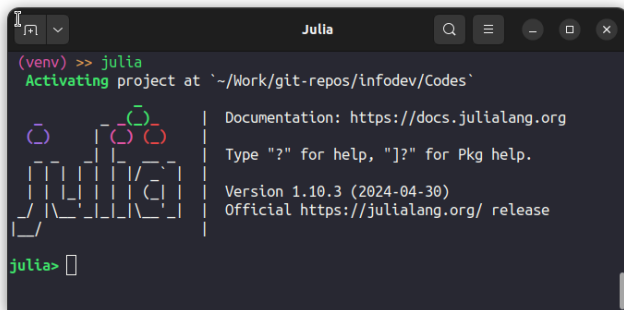 Julia
(venv) >> julia
Activating project at `~/Work/git-repos/infodev/Codes`
Documentation: https://docs.julialang.org
Type "?" for help, "]?" for Pkg help.
Version 1.10.3 (2024-04-30)
Official https://julialang.org/ release
julia>